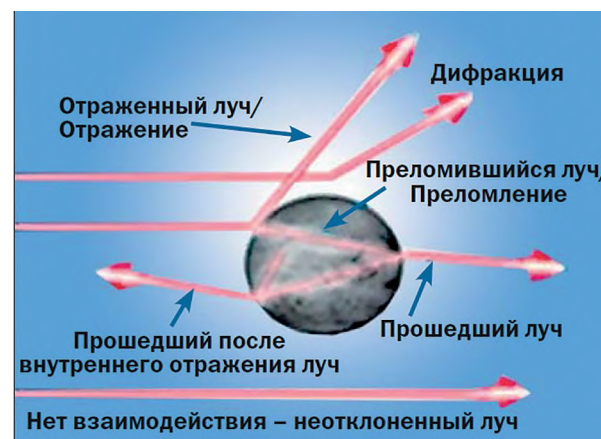 Дифракция
Отраженный луч/
Отражение
Преломившийся луч/
Преломление
Прошедший луч
Прошедший после
внутреннего отражения луч
Нет взаимодействия – неотклоненный луч